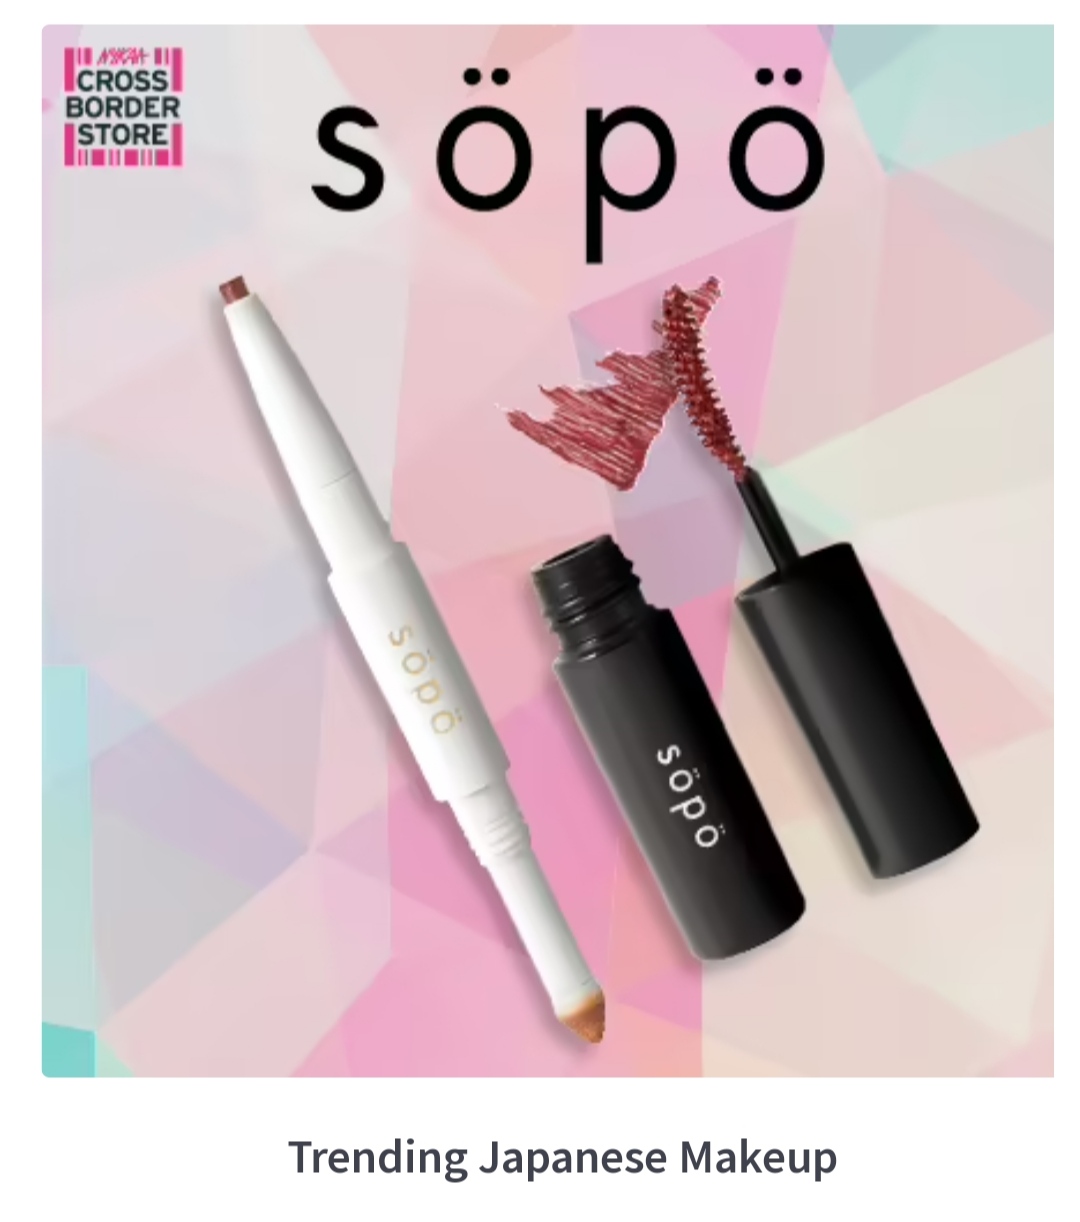 NYKAA
CROSS
BORDER
STORE
söpö
söpö
söpö
Trending Japanese Makeup